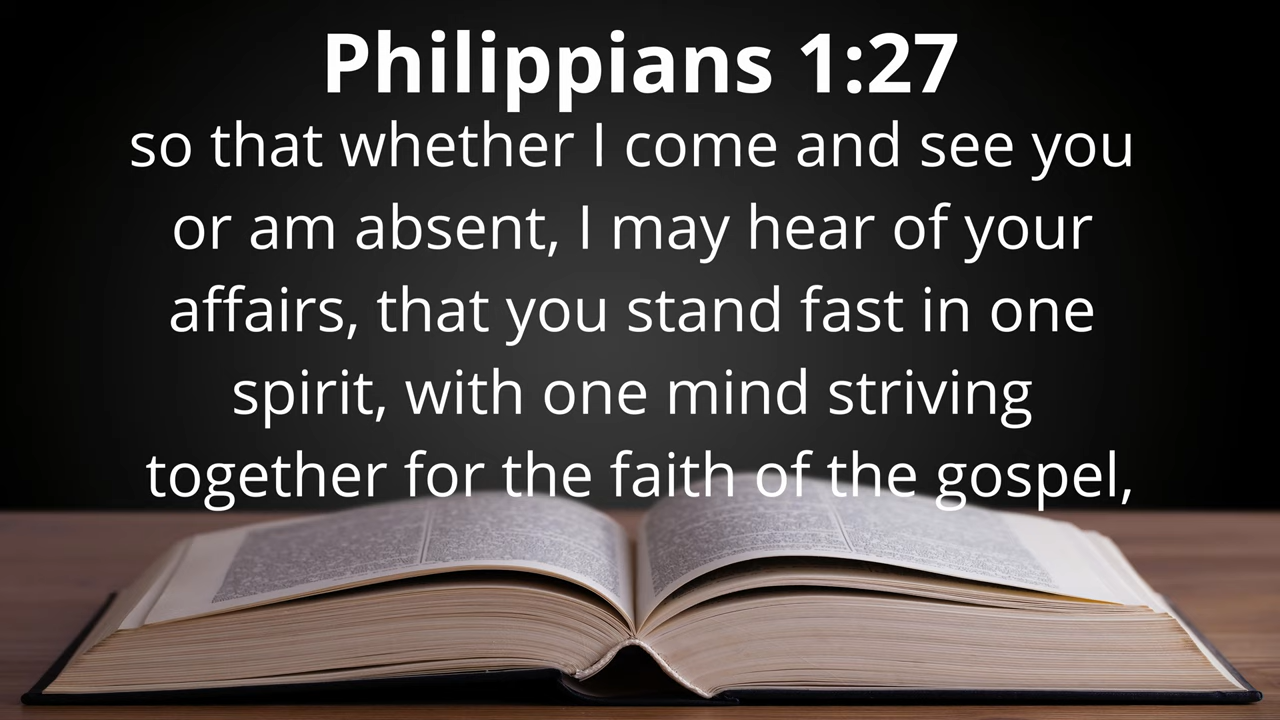 Philippians 1:27
so that whether I come and see you
or am absent, I may hear of your
affairs, that you stand fast in one
spirit, with one mind striving
together for the faith of the gospel,